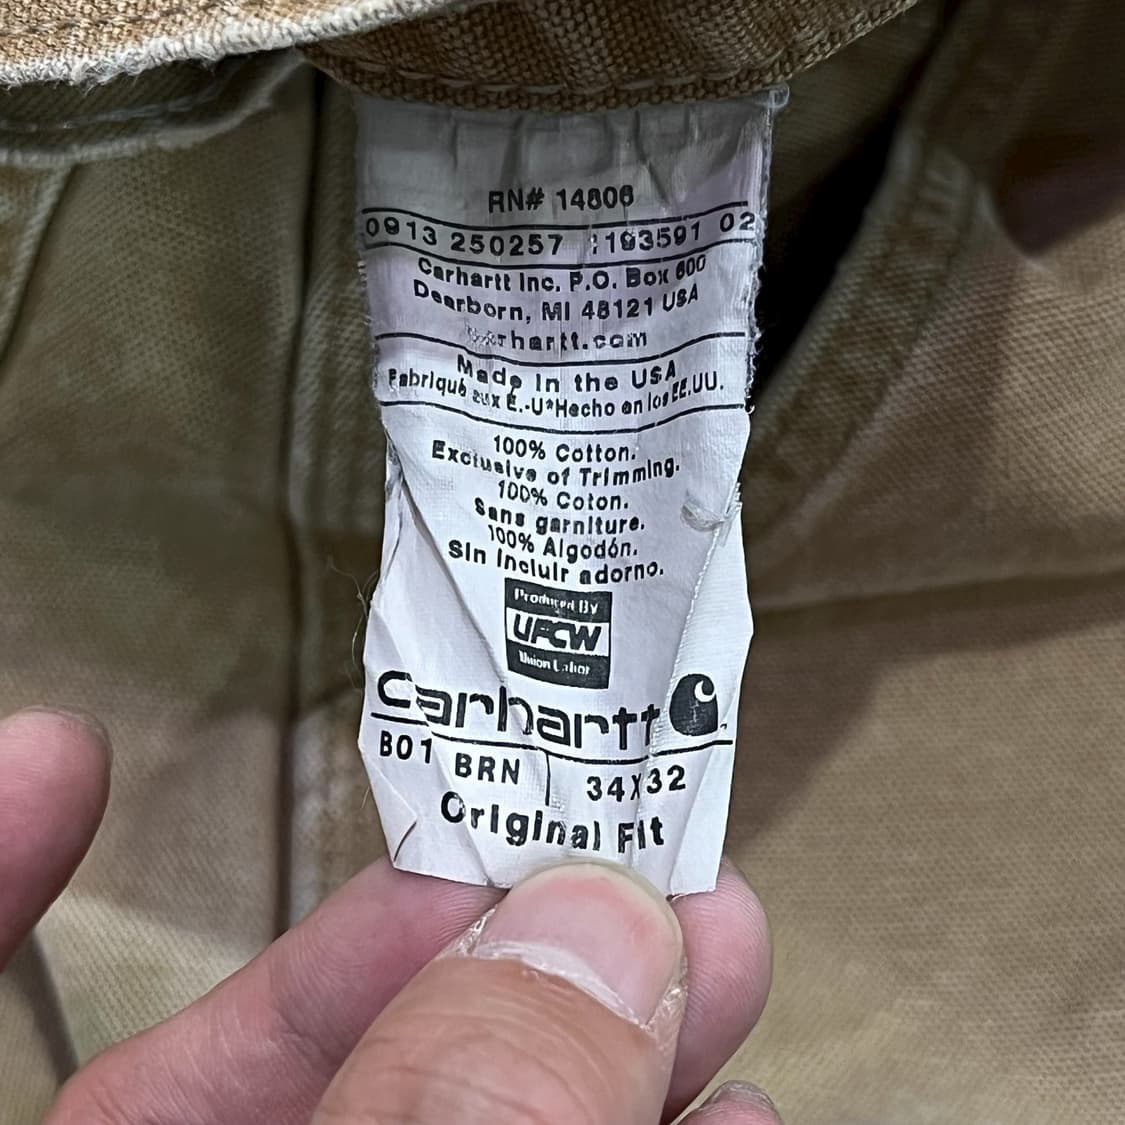 RN# 14806
0913 250257 1193591 02
Carhartt Inc. P.O. Box 600
Dearborn, MI 48121 USA
carhartt.com
Made in the USA
Fabriqué aux É.-U*Hecho en los EE.UU.
100% Cotton.
Exclusive of Trimming.
100% Coton.
Sans garniture.
100% Algodón.
Sin incluir adorno.
Produced By
UFCW
Union Labor
carhartt
B01 BRN 34X32
Original Fit